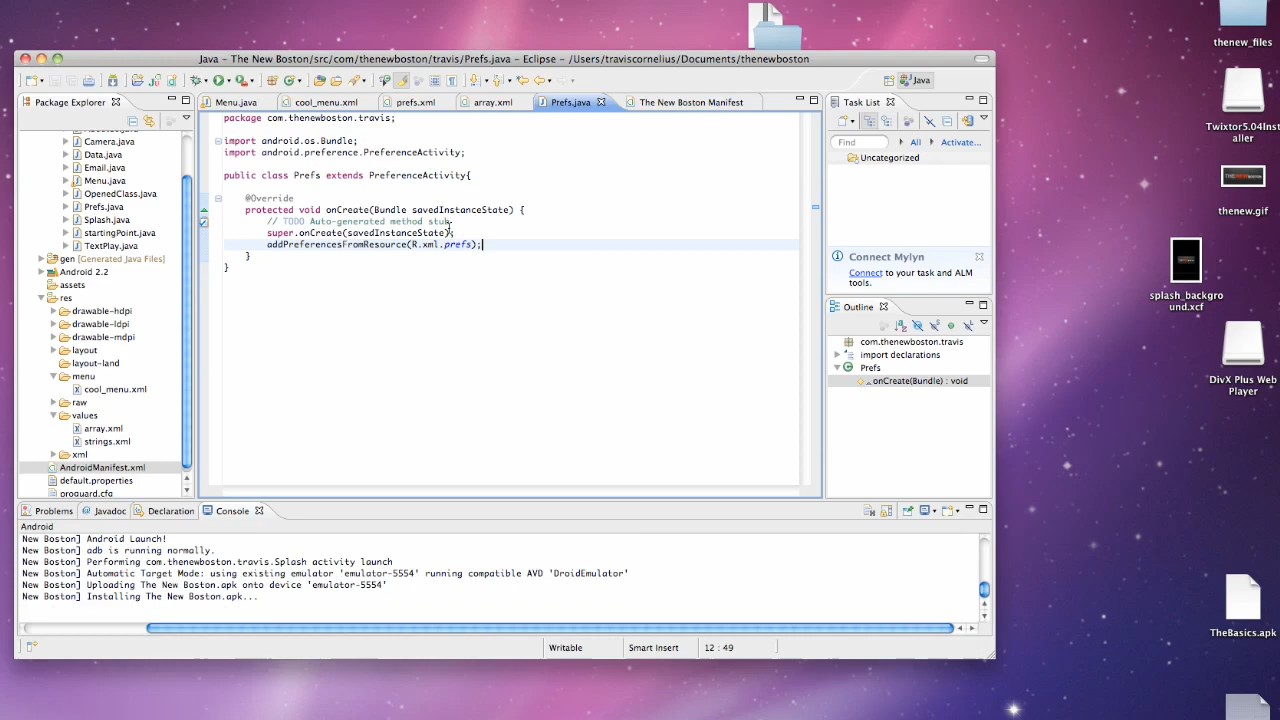 Java - The New Boston/src/com/thenewboston/travis/Prefs.java - Eclipse - /Users/traviscornelius/Documents/thenewboston
Java
Package Explorer
Camera.java
Data.java
Email.java
Menu.java
OpenedClass.java
Prefs.java
Splash.java
startingPoint.java
TextPlay.java
gen [Generated Java Files]
Android 2.2
assets
res
drawable-hdpi
drawable-ldpi
drawable-mdpi
layout
layout-land
menu
cool_menu.xml
raw
values
array.xml
strings.xml
xml
AndroidManifest.xml
default.properties
proguard.cfg
Menu.java
cool_menu.xml
prefs.xml
array.xml
Prefs.java
The New Boston Manifest
package com.thenewboston.travis;
import android.os.Bundle;
import android.preference.PreferenceActivity;
public class Prefs extends PreferenceActivity{
@Override
protected void onCreate(Bundle savedInstanceState) {
// TODO Auto-generated method stub
super.onCreate(savedInstanceState);
addPreferencesFromResource(R.xml.prefs);
}
}
Task List
Find
All
Activate...
Uncategorized
Connect Mylyn
Connect to your task and ALM
tools.
Outline
com.thenewboston.travis
import declarations
Prefs
onCreate(Bundle) : void
Problems
Javadoc
Declaration
Console
Android
New Boston] Android Launch!
New Boston] adb is running normally.
New Boston] Performing com.thenewboston.travis.Splash activity launch
New Boston] Automatic Target Mode: using existing emulator 'emulator-5554' running compatible AVD 'DroidEmulator'
New Boston] Uploading The New Boston.apk onto device 'emulator-5554'
New Boston] Installing The New Boston.apk...
Writable
Smart Insert
12 : 49
thenew_files
Twixtor5.04Inst
aller
thenew.gif
splash_backgro
und.xcf
DivX Plus Web
Player
TheBasics.apk